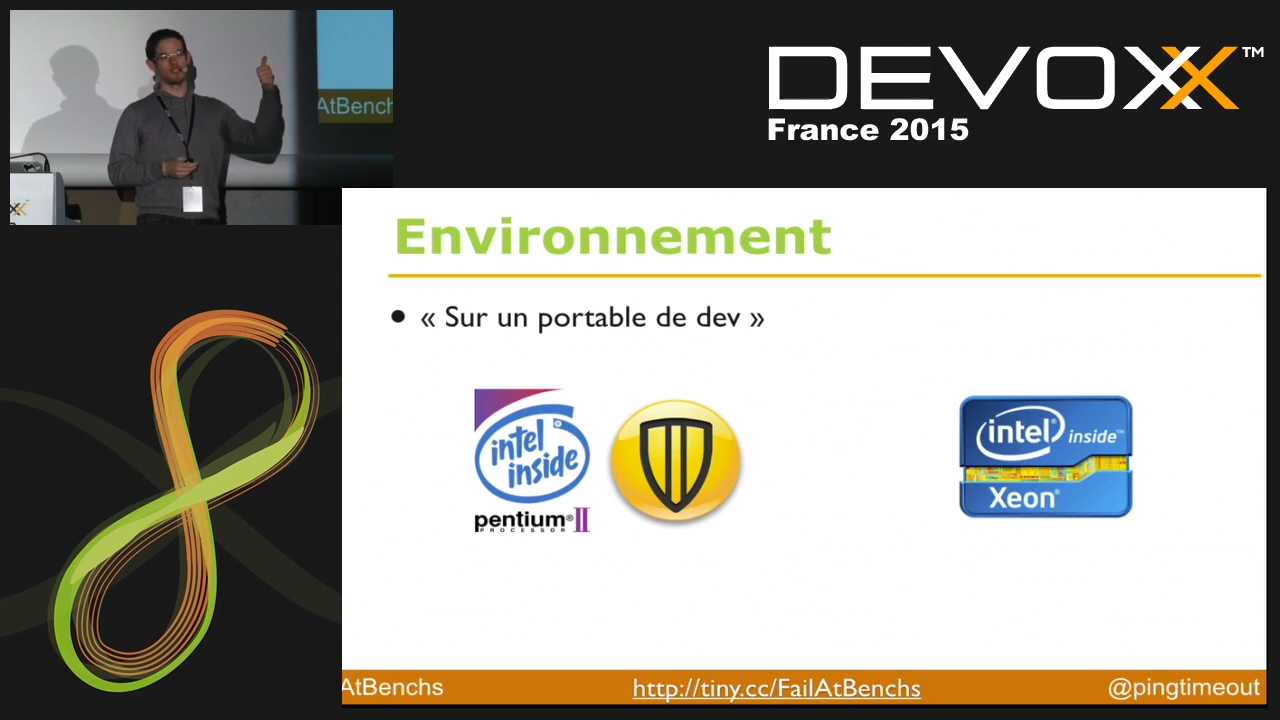 AtBench
DEVOXX™
France 2015
Environnement
• « Sur un portable de dev »
intel®
inside
pentium® II
PROCESSOR
intel® inside™
Xeon®
AtBenchs
http://tiny.cc/FailAtBenchs
@pingtimeout